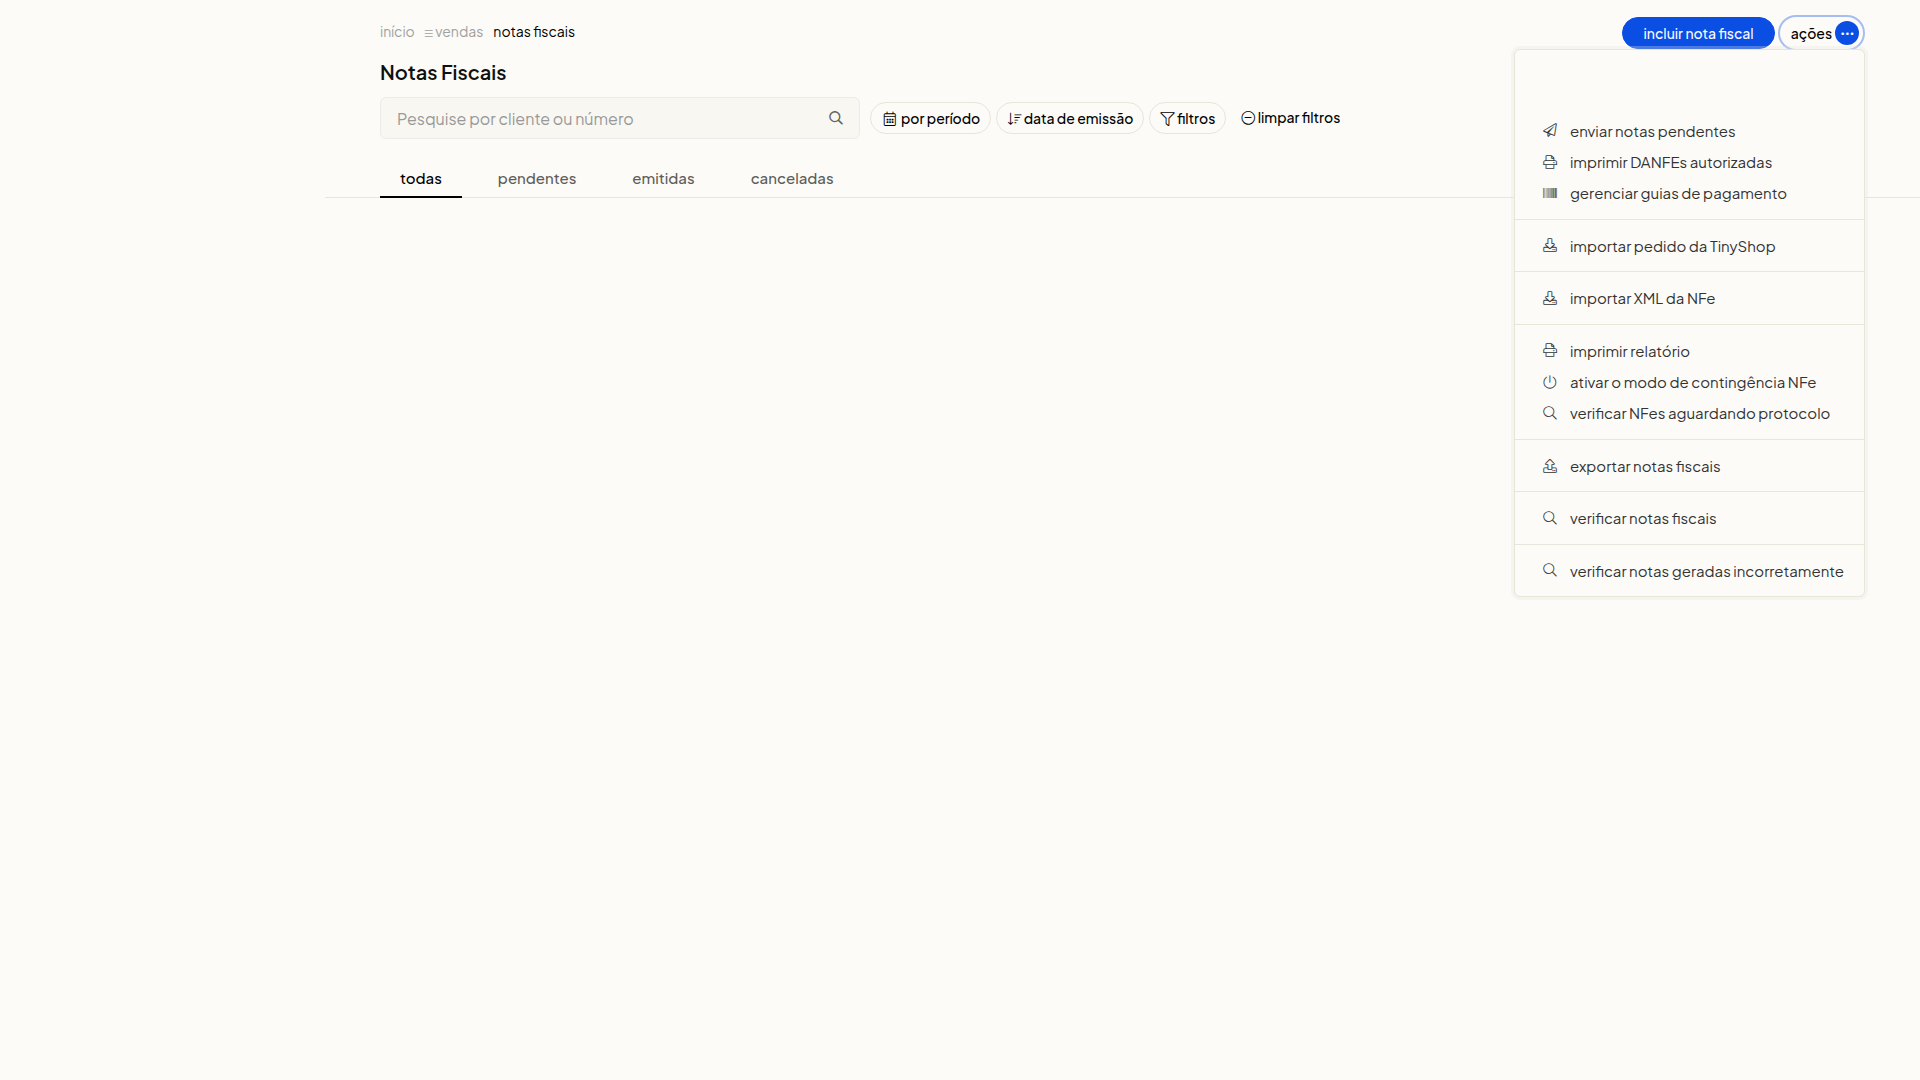 início vendas notas fiscais
incluir nota fiscal ações
Notas Fiscais
Pesquise por cliente ou número
por período data de emissão filtros limpar filtros
todas pendentes emitidas canceladas
enviar notas pendentes
imprimir DANFEs autorizadas
gerenciar guias de pagamento
importar pedido da TinyShop
importar XML da NFe
imprimir relatório
ativar o modo de contingência NFe
verificar NFes aguardando protocolo
exportar notas fiscais
verificar notas fiscais
verificar notas geradas incorretamente